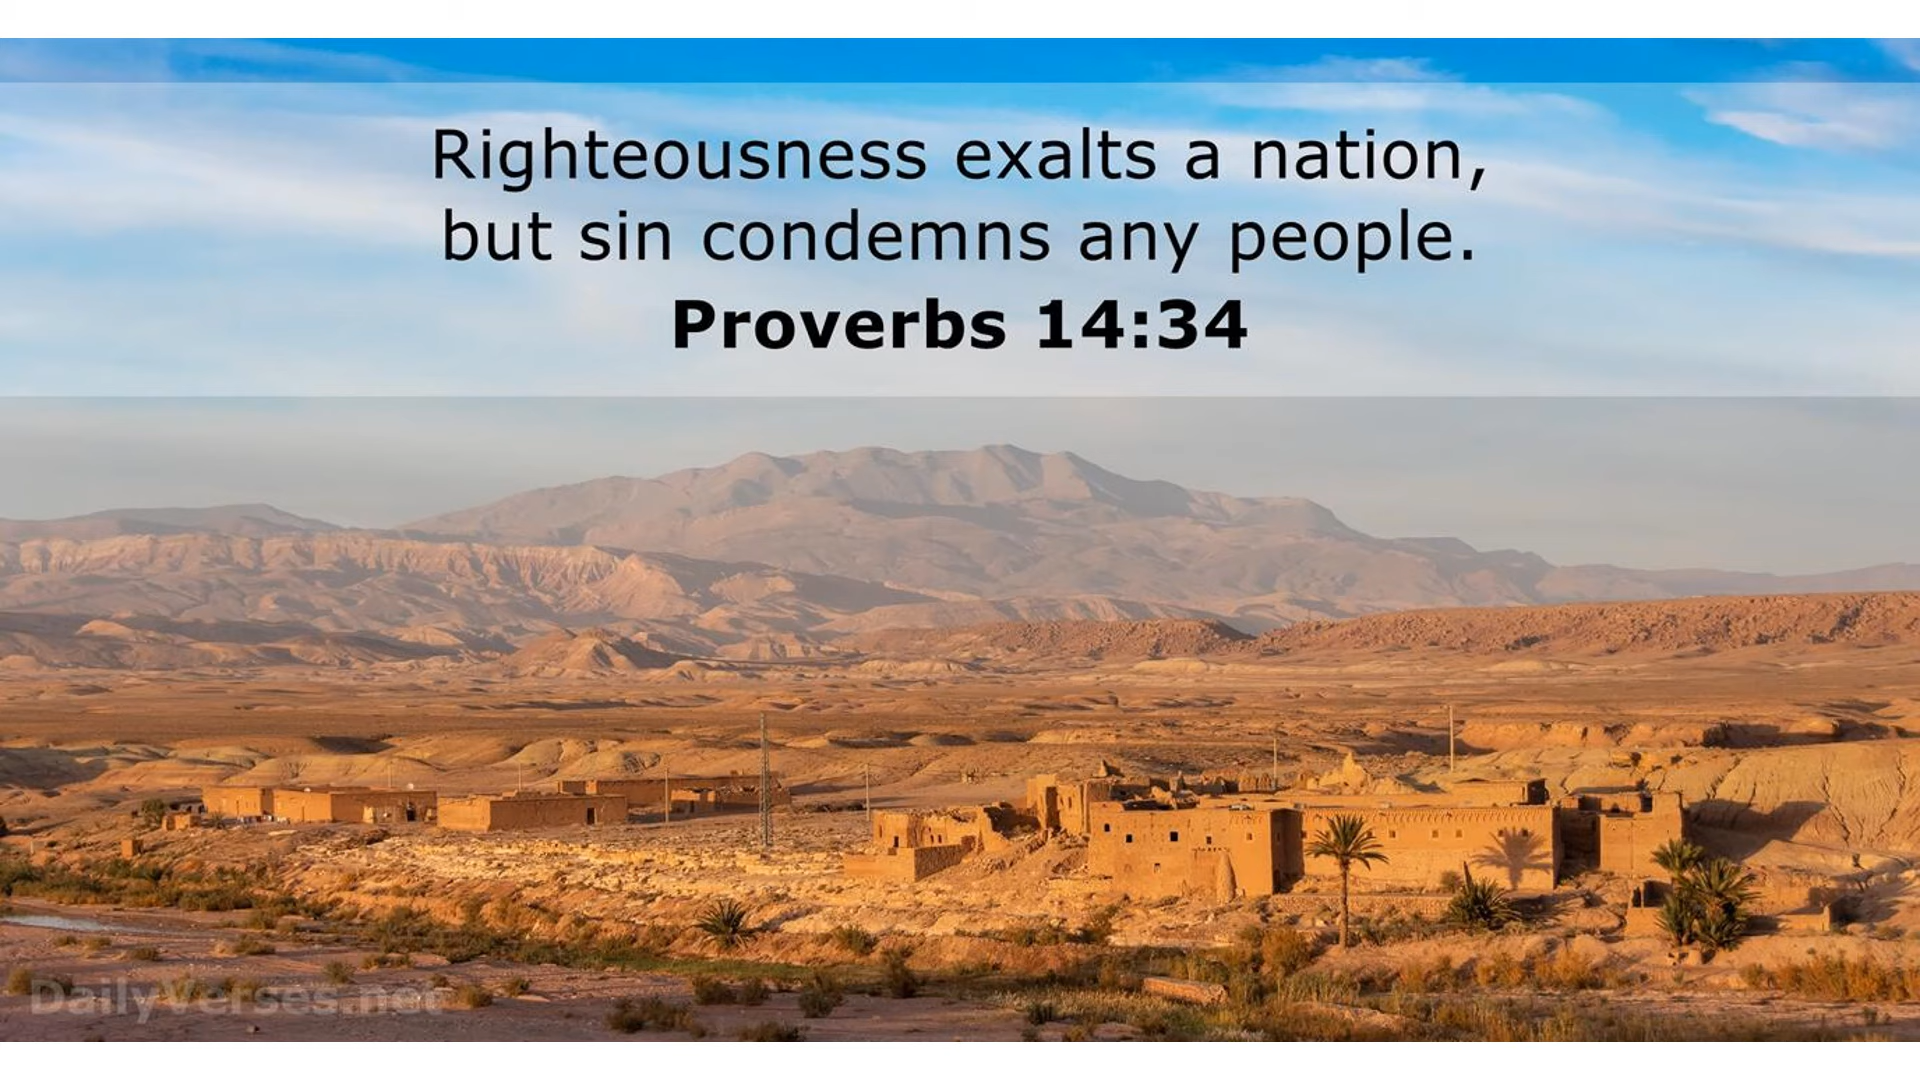 Righteousness exalts a nation,
but sin condemns any people.
Proverbs 14:34
DailyVerses.net